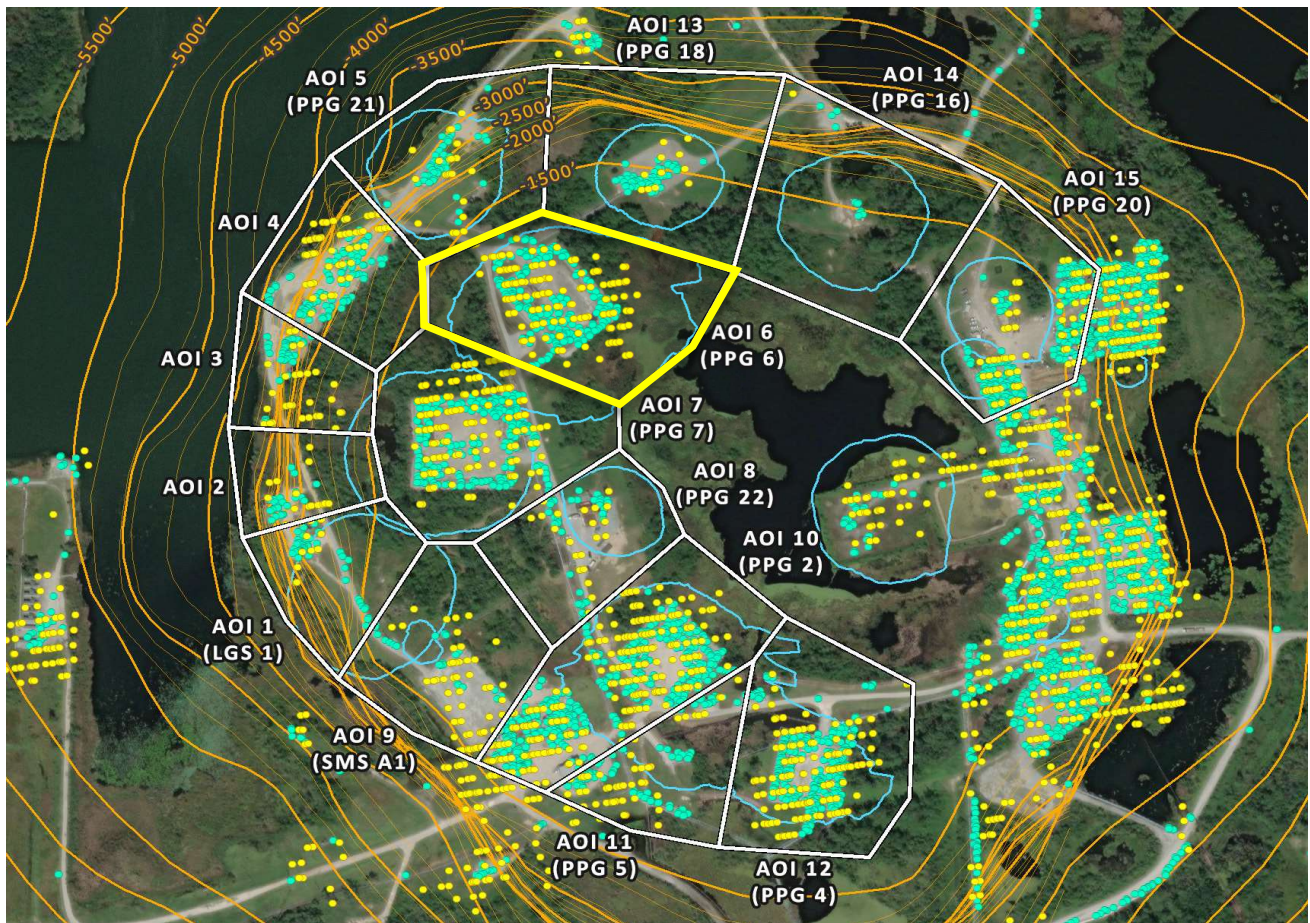 -5500'
-5000'
-4500'
-4000'
-3500'
-3000'
-2500'
-2000'
-1500'
AOI 13
(PPG 18)
AOI 14
(PPG 16)
AOI 5
(PPG 21)
AOI 15
(PPG 20)
AOI 4
AOI 3
AOI 6
(PPG 6)
AOI 7
(PPG 7)
AOI 8
(PPG 22)
AOI 2
AOI 10
(PPG 2)
AOI 1
(LGS 1)
AOI 9
(SMS A1)
AOI 11
(PPG 5)
AOI 12
(PPG 4)